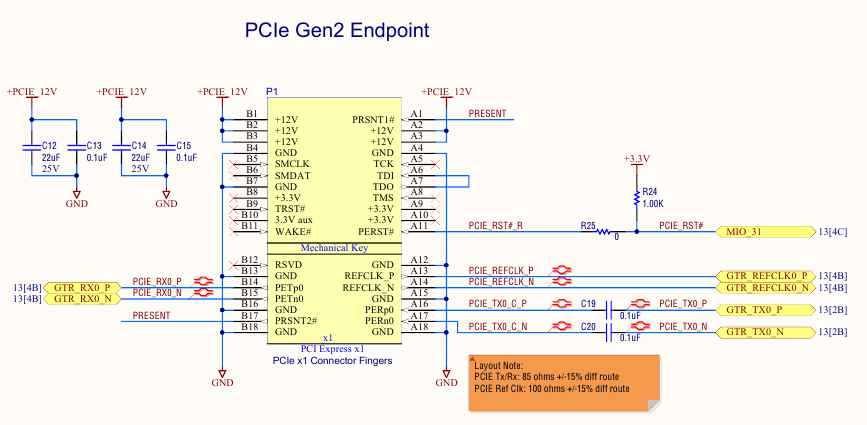 PCIe Gen2 Endpoint
+PCIE_12V
+PCIE_12V
+PCIE_12V
P1
+PCIE_12V
C12
22uF
25V
C13
0.1uF
C14
22uF
25V
C15
0.1uF
GND
GND
B1 +12V PRSNT1# A1 PRESENT
B2 +12V +12V A2
B3 +12V +12V A3
B4 GND GND A4
B5 SMCLK TCK A5
B6 SMDAT TDI A6
B7 GND TDO A7
B8 +3.3V TMS A8
B9 TRST# +3.3V A9
B10 3.3V aux +3.3V A10
B11 WAKE# PERST# A11 PCIE_RST#_R R25 0 PCIE_RST# MIO_31 13[4C]
+3.3V
R24
1.00K
Mechanical Key
B12 RSVD GND A12
B13 GND REFCLK_P A13 PCIE_REFCLK_P GTR_REFCLK0_P 13[4B]
13[4B] GTR_RX0_P PCIE_RX0_P B14 PETp0 REFCLK_N A14 PCIE_REFCLK_N GTR_REFCLK0_N 13[4B]
13[4B] GTR_RX0_N PCIE_RX0_N B15 PETn0 GND A15
B16 GND PERp0 A16 PCIE_TX0_C_P C19 0.1uF PCIE_TX0_P GTR_TX0_P 13[2B]
PRESENT B17 PRSNT2# PERn0 A17
B18 GND GND A18 PCIE_TX0_C_N C20 0.1uF PCIE_TX0_N GTR_TX0_N 13[2B]
x1
PCI Express x1
PCIe x1 Connector Fingers
GND
GND
Layout Note:
PCIE Tx/Rx: 85 ohms +/-15% diff route
PCIE Ref Clk: 100 ohms +/-15% diff route